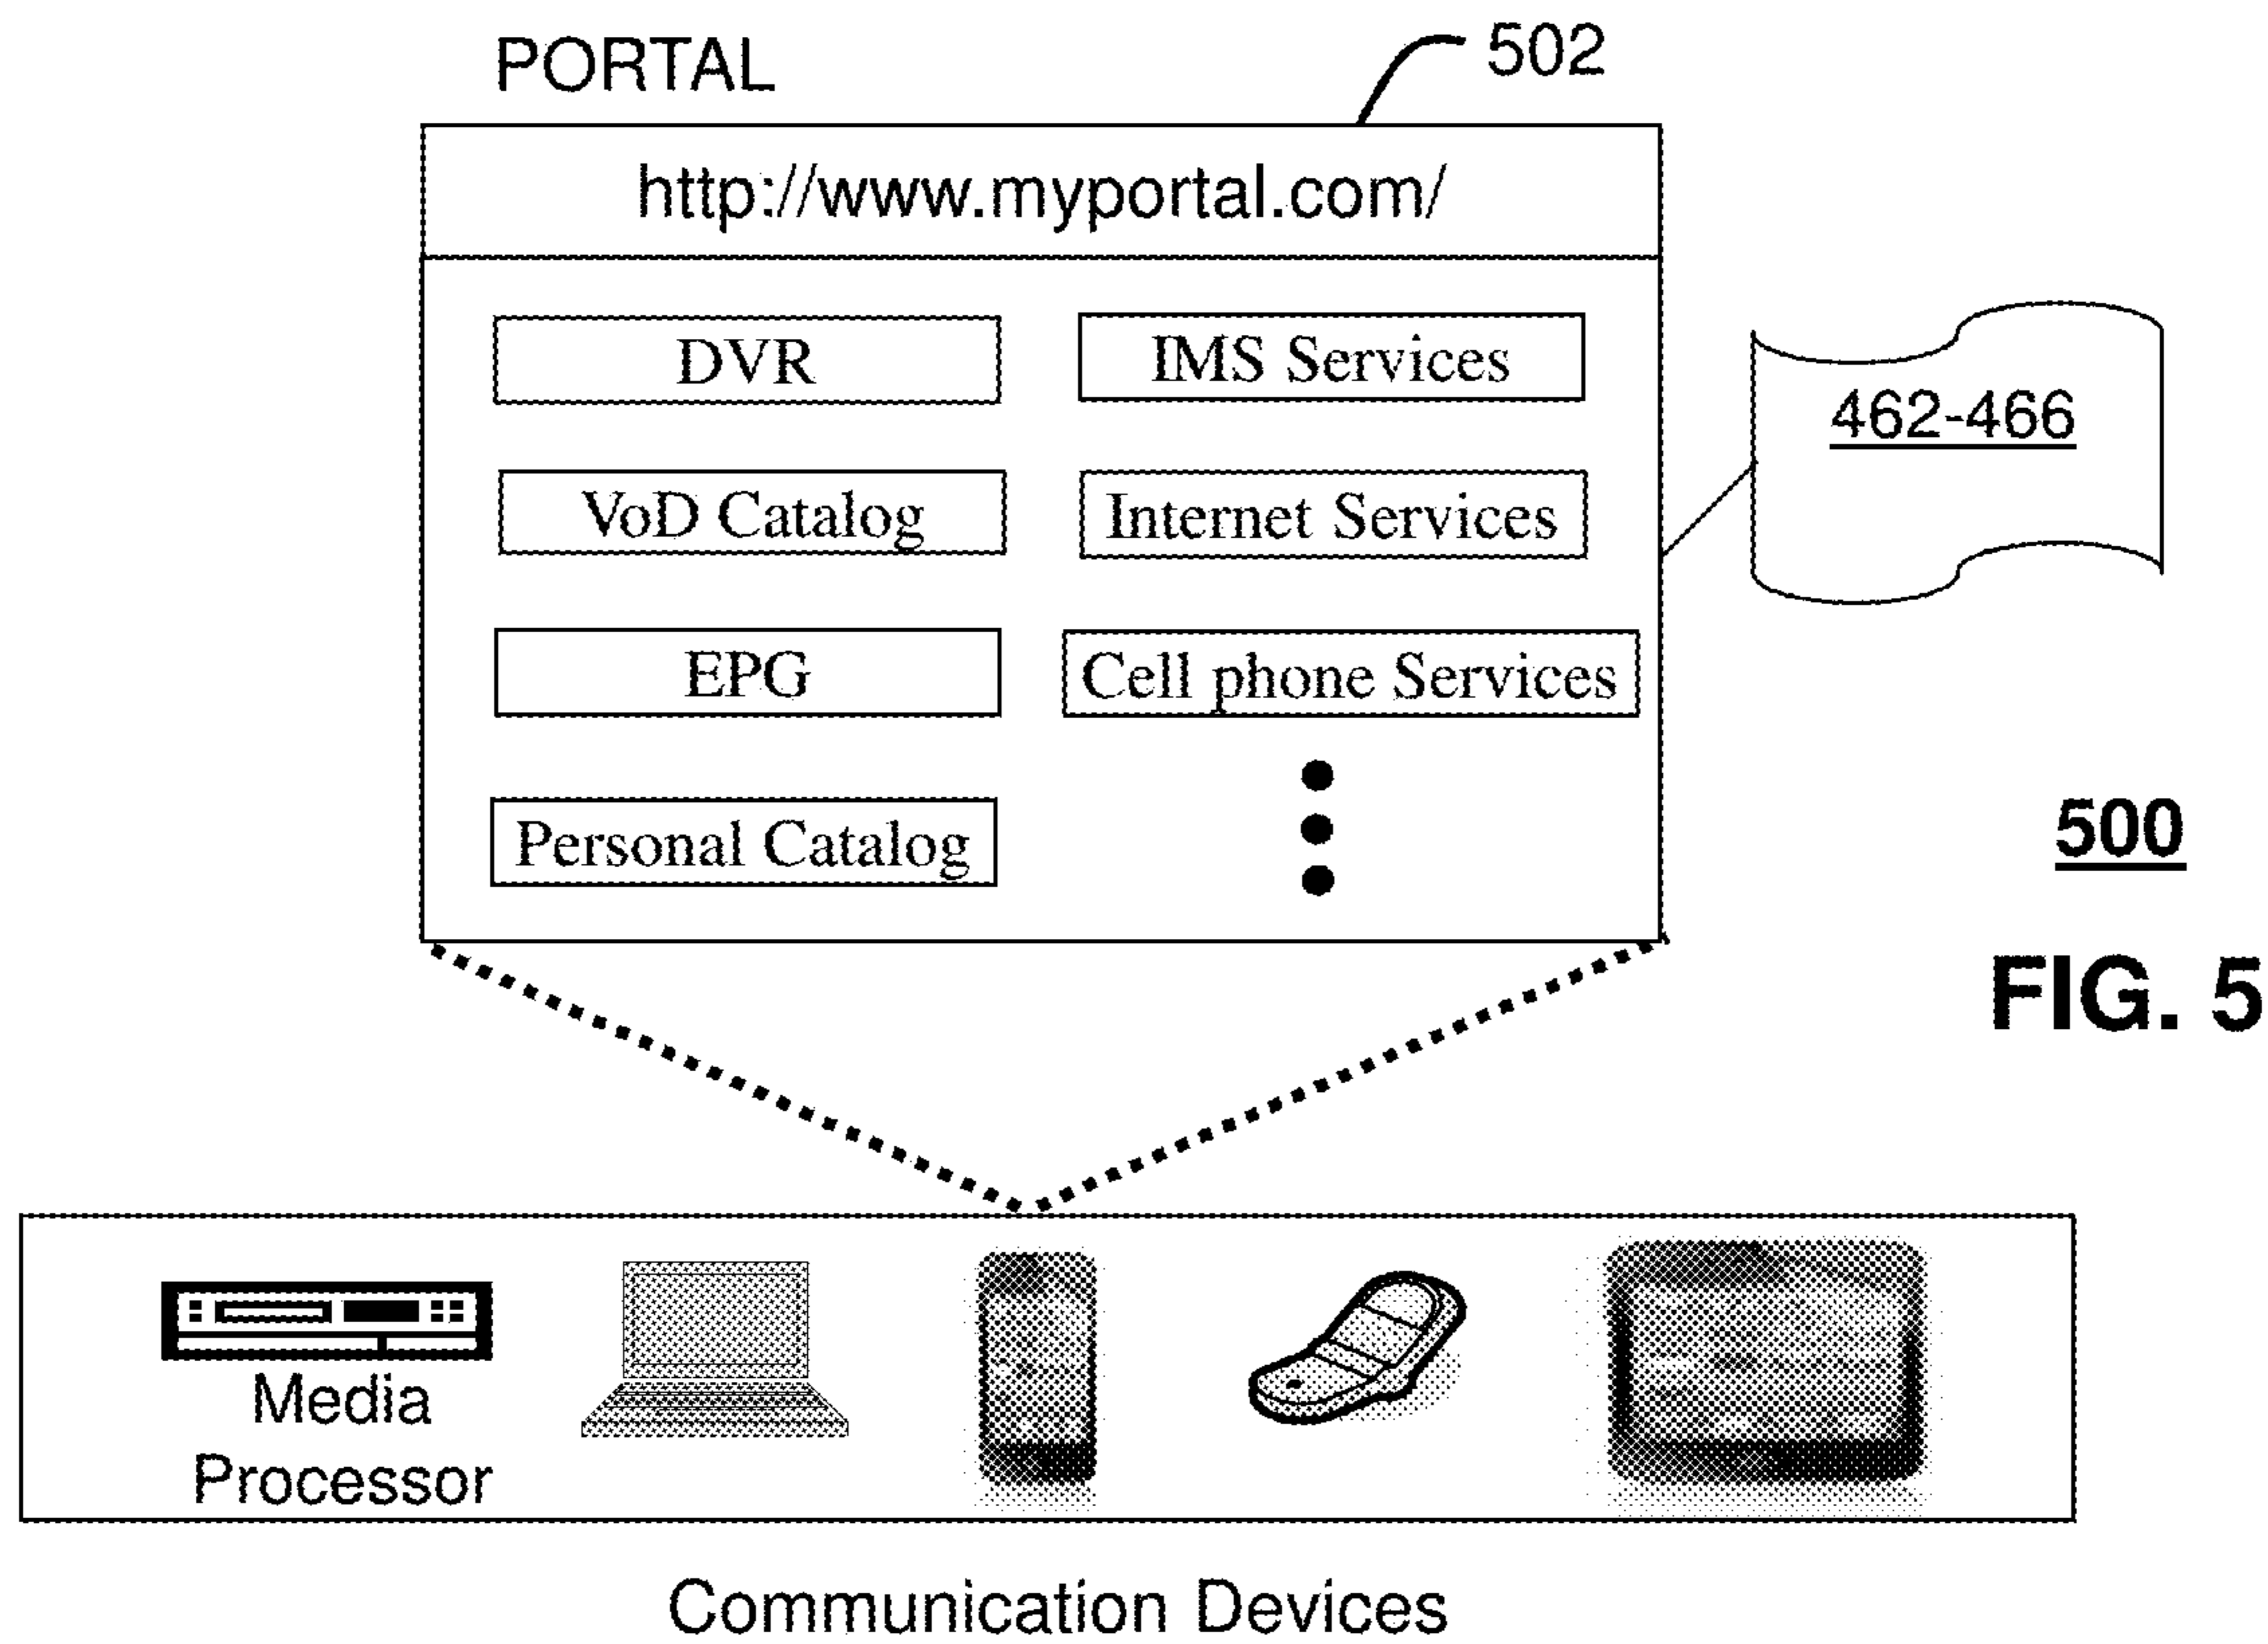 PORTAL
502
http://www.myportal.com/
DVR
IMS Services
462-466
VoD Catalog
Internet Services
EPG
Cell phone Services
Personal Catalog
500
FIG. 5
Media
Processor
Communication Devices